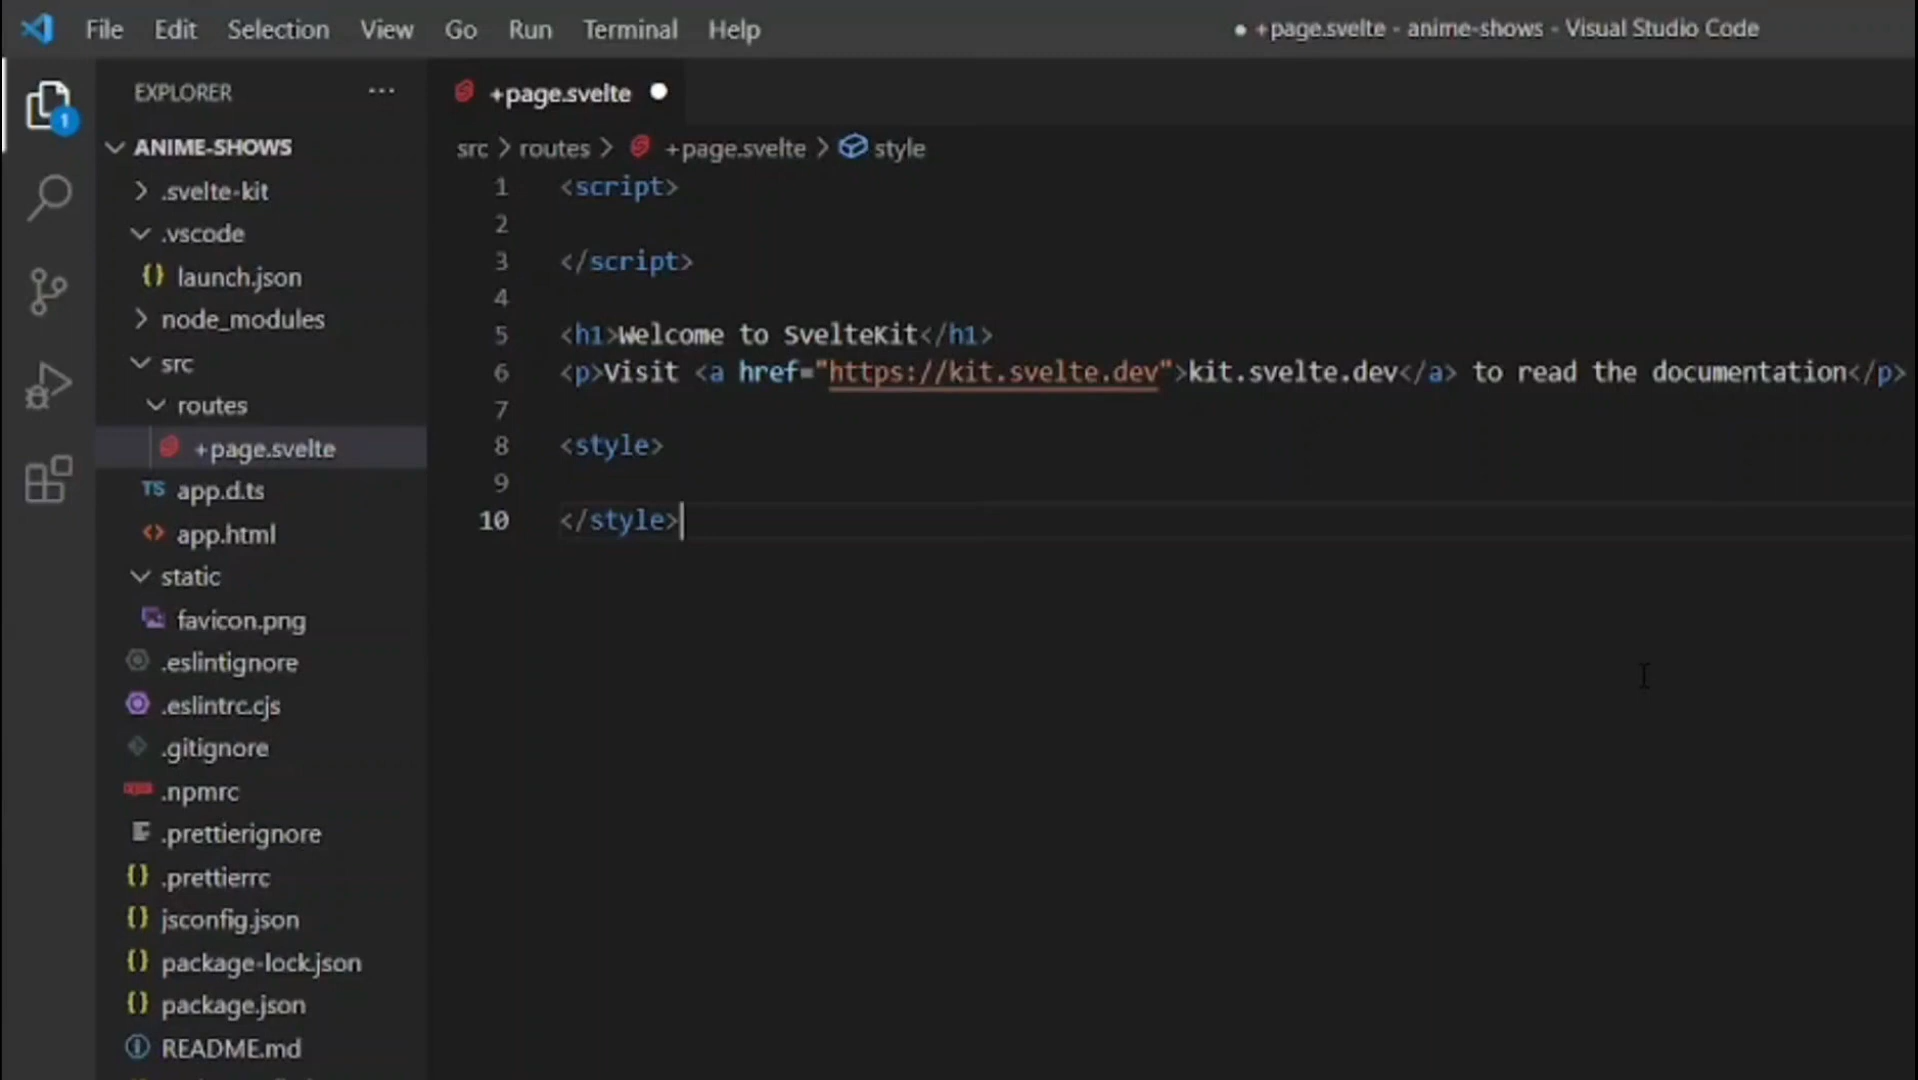 File Edit Selection View Go Run Terminal Help ● +page.svelte - anime-shows - Visual Studio Code
EXPLORER ···
+page.svelte ●
1
ANIME-SHOWS
.svelte-kit
.vscode
{} launch.json
node_modules
src
routes
+page.svelte
TS app.d.ts
<> app.html
static
favicon.png
.eslintignore
.eslintrc.cjs
.gitignore
.npmrc
.prettierignore
{} .prettierrc
{} jsconfig.json
{} package-lock.json
{} package.json
README.md
src > routes > +page.svelte > style
1 <script>
2
3 </script>
4
5 <h1>Welcome to SvelteKit</h1>
6 <p>Visit <a href="https://kit.svelte.dev">kit.svelte.dev</a> to read the documentation</p>
7
8 <style>
9
10 </style>